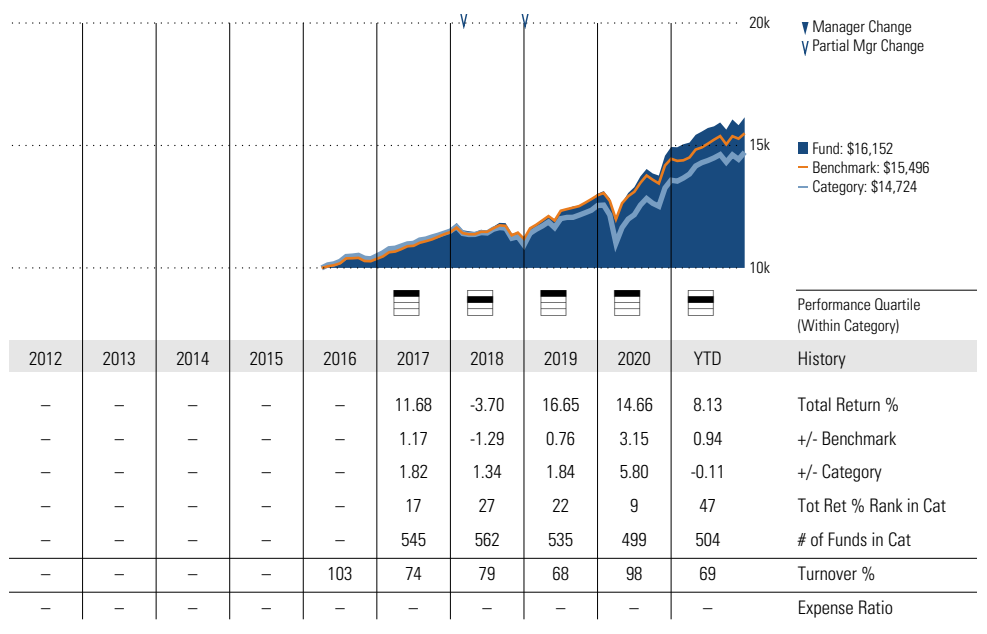 20k
▼ Manager Change
∨ Partial Mgr Change
15k
Fund: $16,152
Benchmark: $15,496
Category: $14,724
10k
Performance Quartile
(Within Category)
2012 2013 2014 2015 2016 2017 2018 2019 2020 YTD History
– – – – – 11.68 -3.70 16.65 14.66 8.13 Total Return %
– – – – – 1.17 -1.29 0.76 3.15 0.94 +/- Benchmark
– – – – – 1.82 1.34 1.84 5.80 -0.11 +/- Category
– – – – – 17 27 22 9 47 Tot Ret % Rank in Cat
– – – – – 545 562 535 499 504 # of Funds in Cat
– – – – 103 74 79 68 98 69 Turnover %
– – – – – – – – – – Expense Ratio